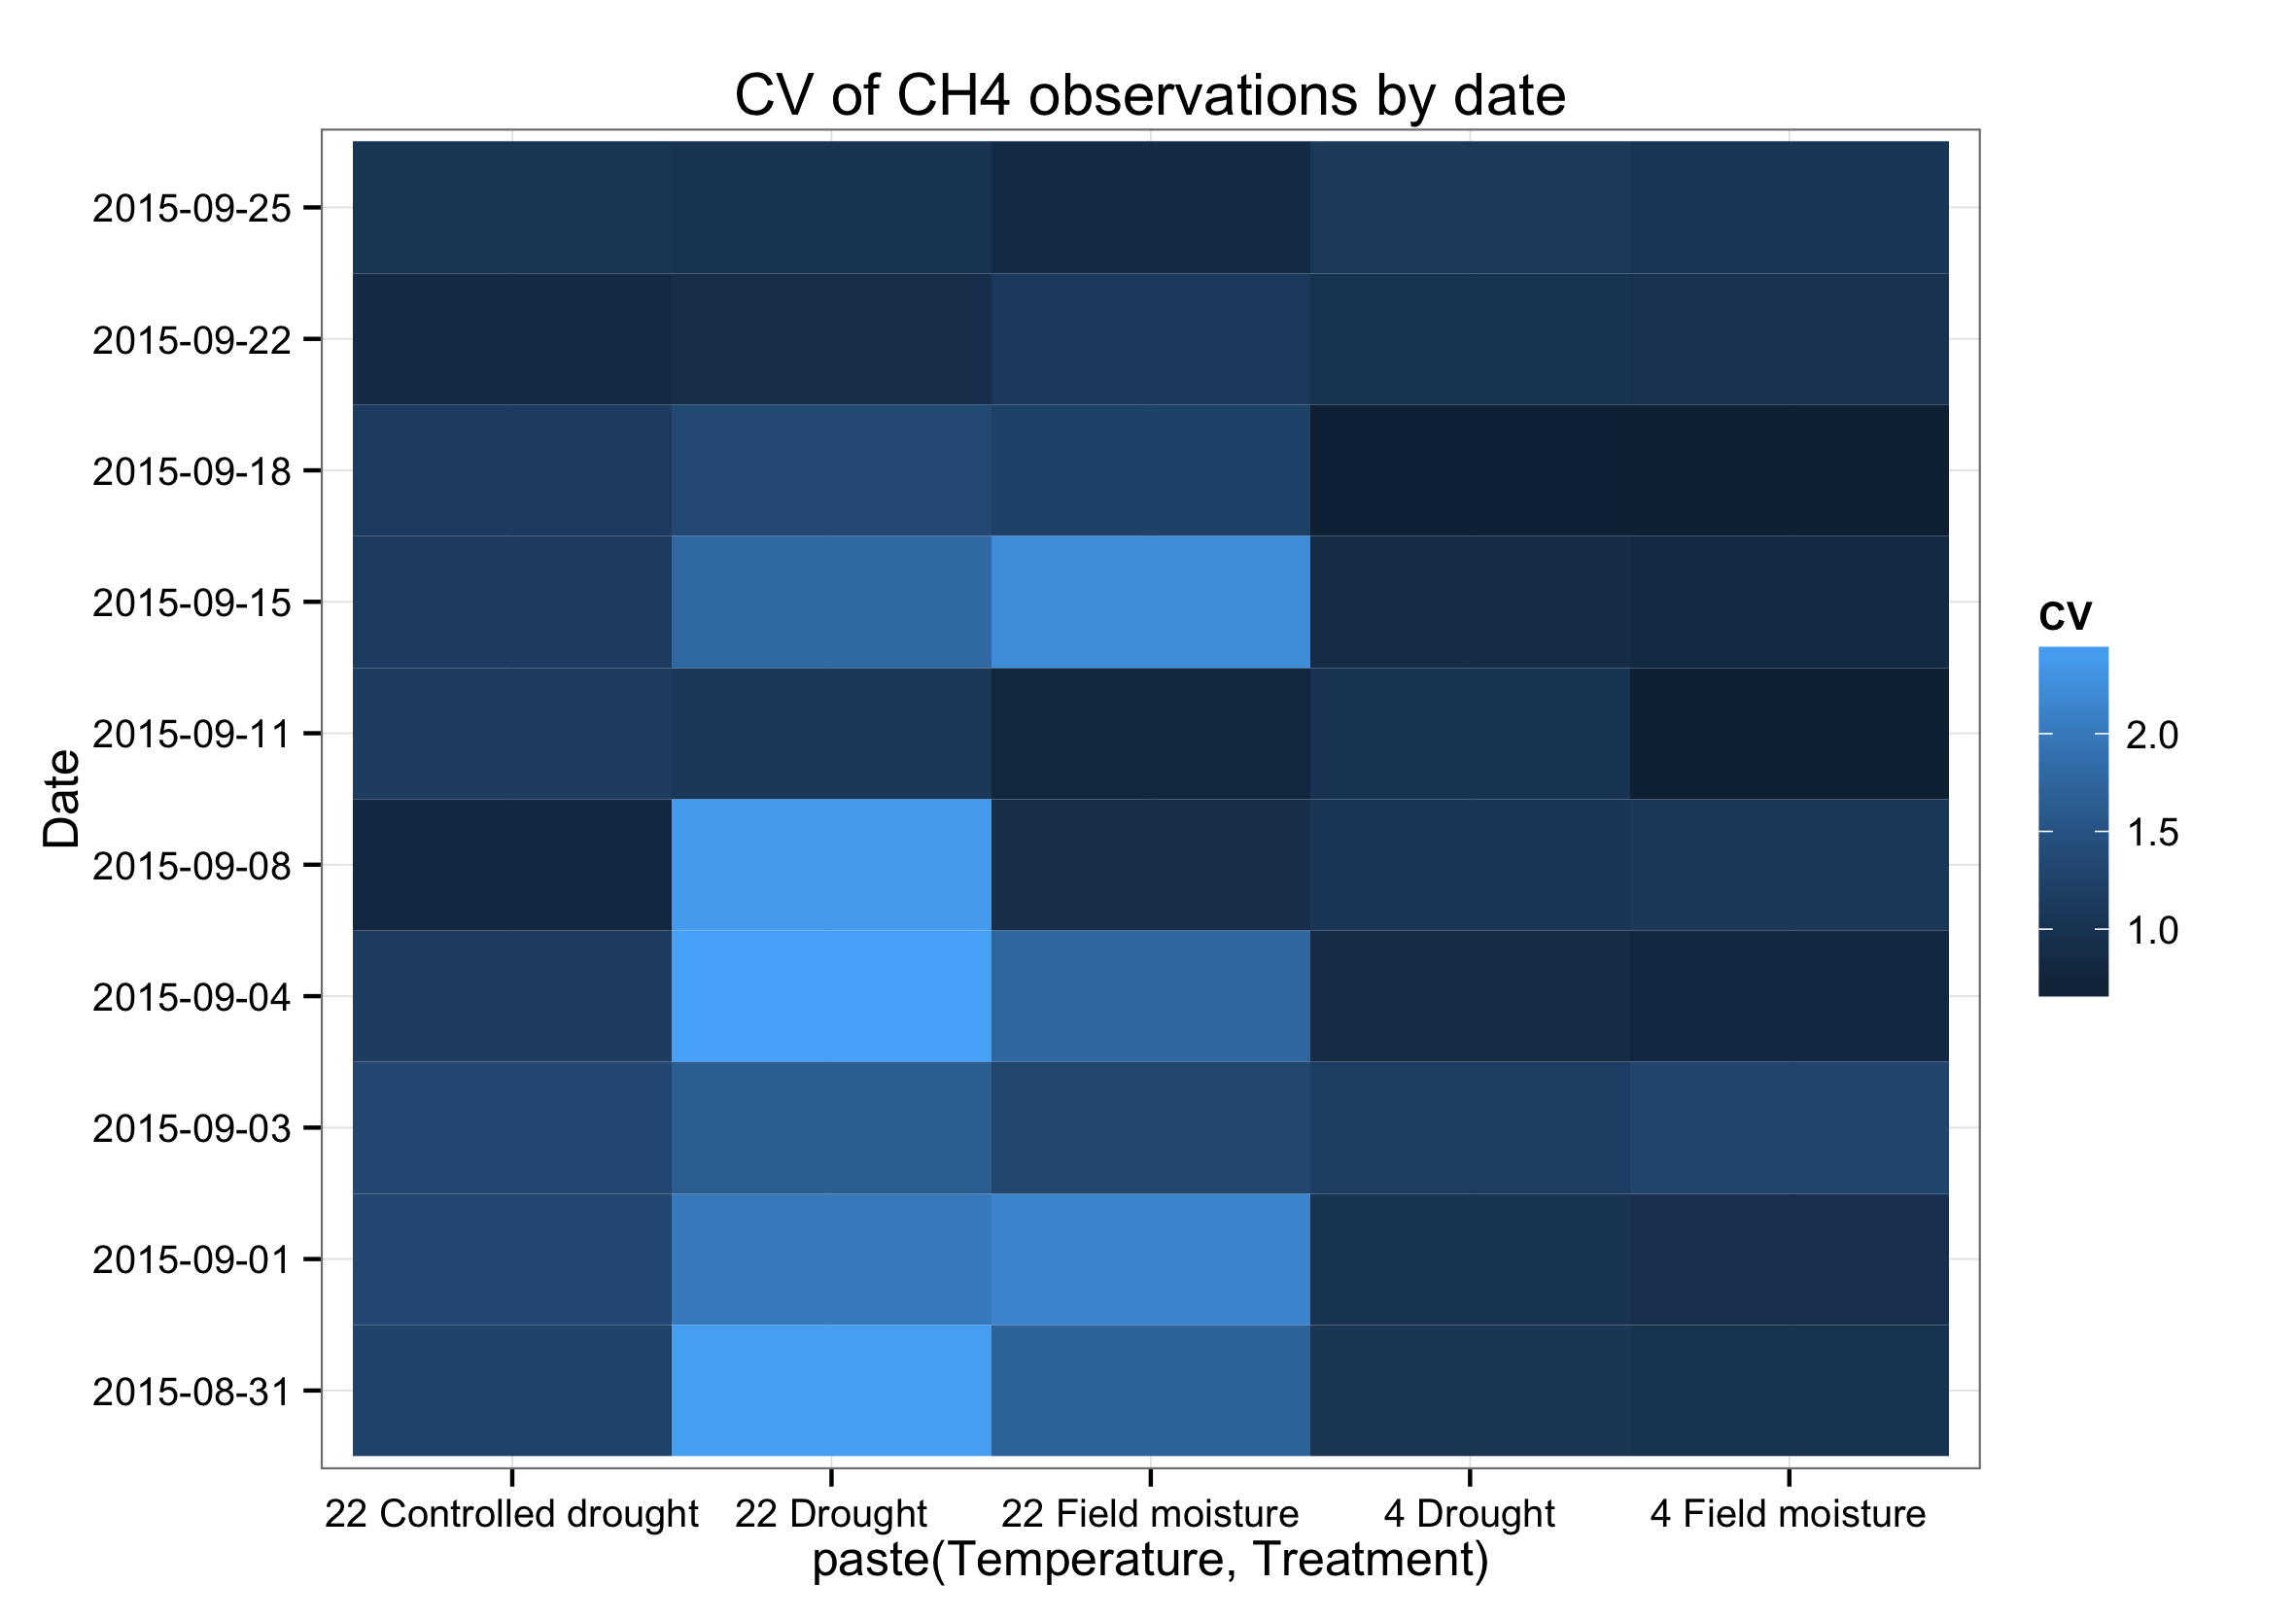 CV of CH4 observations by date
Date
2015-09-25
2015-09-22
2015-09-18
2015-09-15
2015-09-11
2015-09-08
2015-09-04
2015-09-03
2015-09-01
2015-08-31
22 Controlled drought 22 Drought 22 Field moisture 4 Drought 4 Field moisture
paste(Temperature, Treatment)
cv
2.0
1.5
1.0